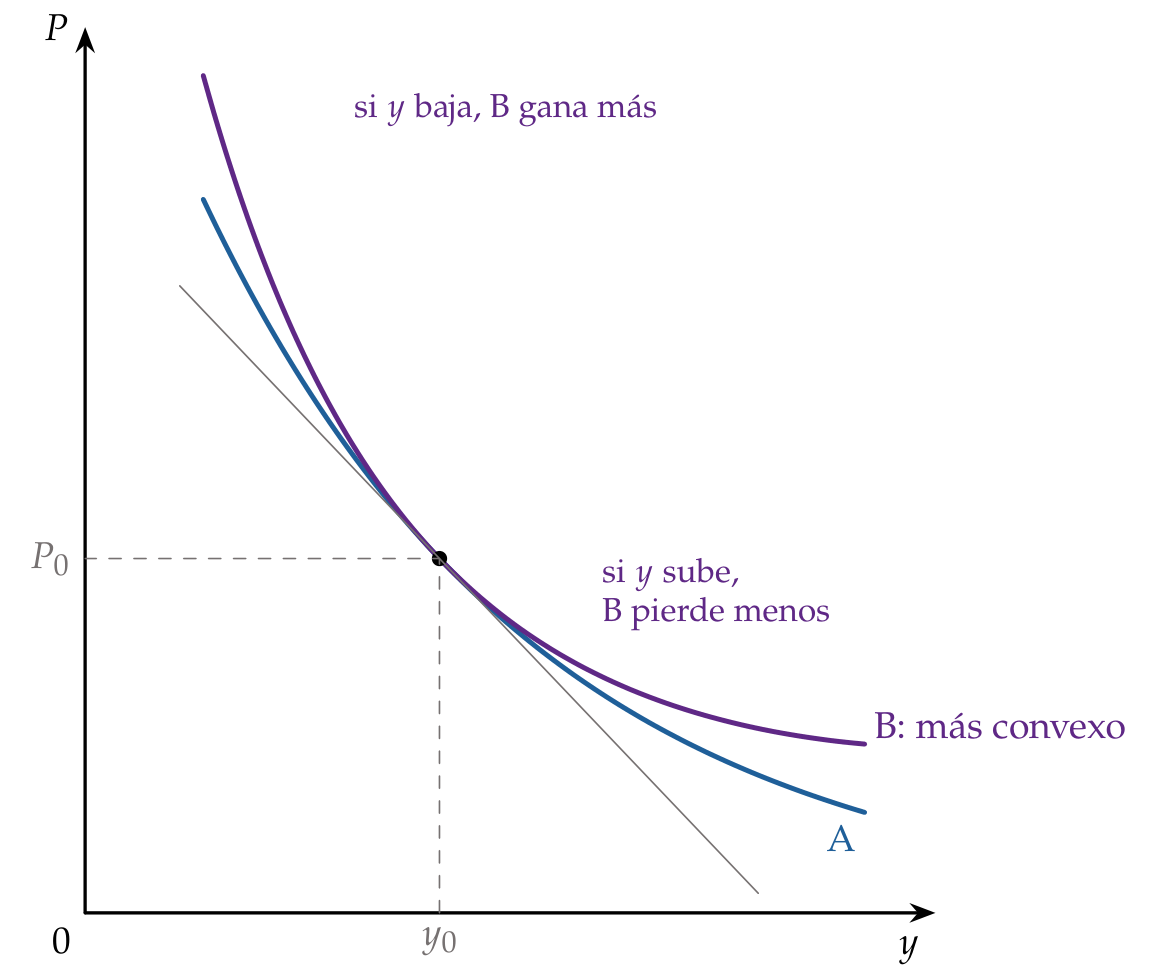 P
si y baja, B gana más
P0
si y sube,
B pierde menos
B: más convexo
A
0
y0
y